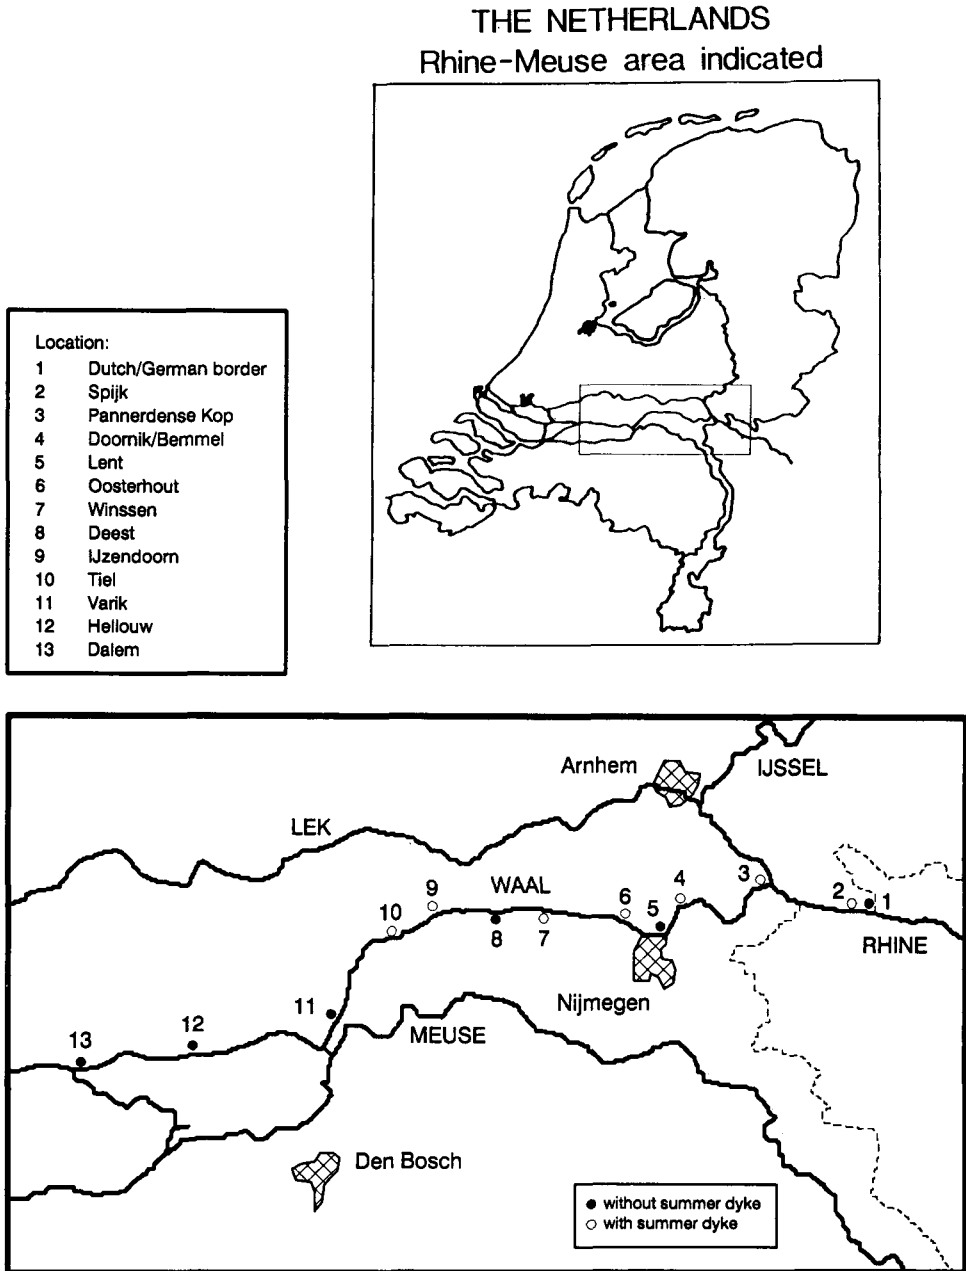 THE NETHERLANDS
Rhine-Meuse area indicated
Location:
1 Dutch/German border
2 Spijk
3 Pannerdense Kop
4 Doornik/Bemmel
5 Lent
6 Oosterhout
7 Winssen
8 Deest
9 IJzendoorn
10 Tiel
11 Varik
12 Hellouw
13 Dalem
Arnhem
IJSSEL
LEK
WAAL
9
10
8
7
6
5
4
3
2
1
RHINE
Nijmegen
11
12
13
MEUSE
Den Bosch
without summer dyke
with summer dyke